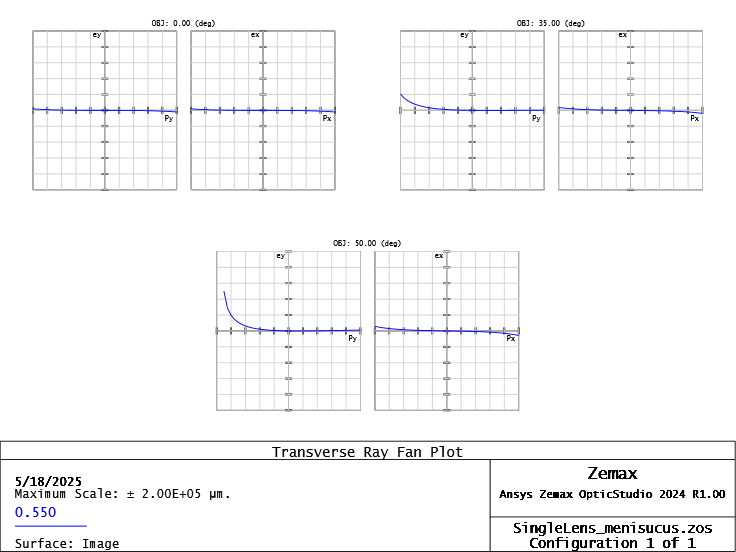 OBJ: 0.00 (deg)
OBJ: 35.00 (deg)
ey
ex
ey
ex
Py
Px
Py
Px
OBJ: 50.00 (deg)
ey
ex
Py
Px
Transverse Ray Fan Plot
5/18/2025
Maximum Scale: ± 2.00E+05 µm.
0.550
Surface: Image
Zemax
Ansys Zemax OpticStudio 2024 R1.00
SingleLens_menisucus.zos
Configuration 1 of 1